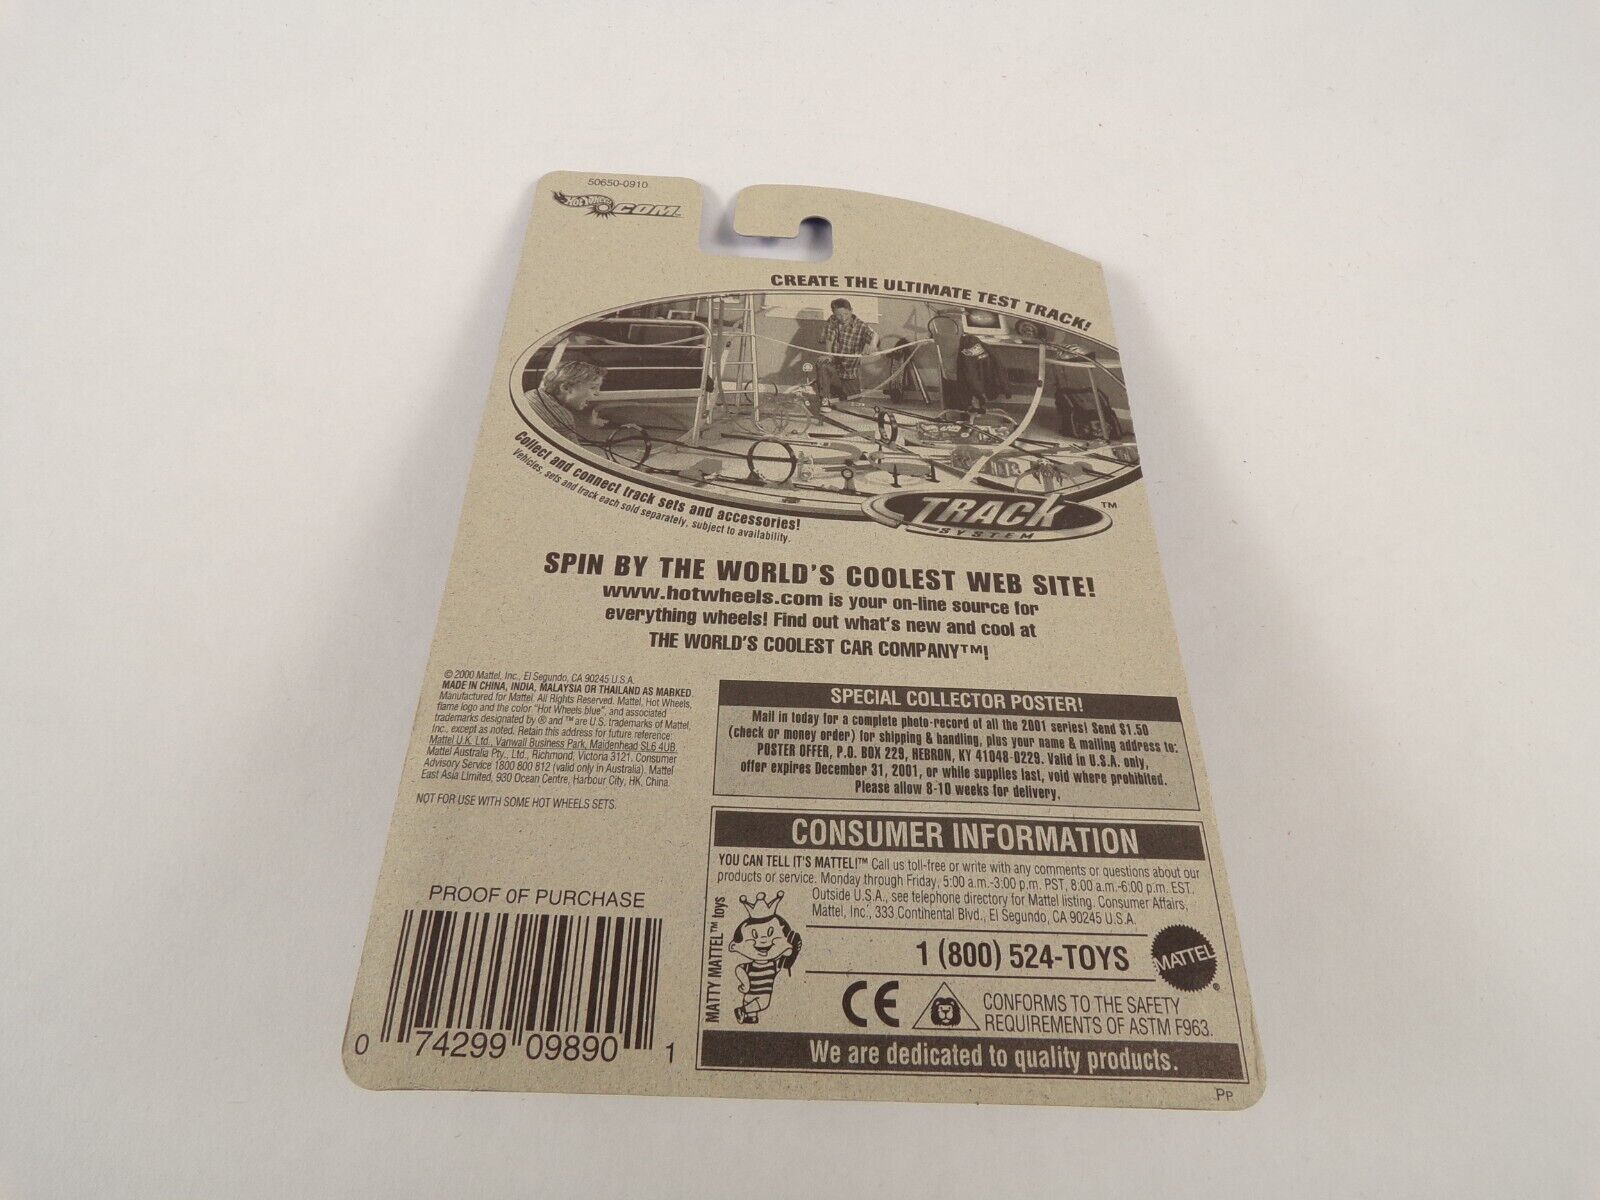 50650-0910
HOT WHEELS.COM™
CREATE THE ULTIMATE TEST TRACK!
Collect and connect track sets and accessories!
Vehicles, sets and track each sold separately, subject to availability.
TRACK SYSTEM™
SPIN BY THE WORLD'S COOLEST WEB SITE!
www.hotwheels.com is your on-line source for
everything wheels! Find out what's new and cool at
THE WORLD'S COOLEST CAR COMPANY™!
© 2000 Mattel, Inc., El Segundo, CA 90245 U.S.A.
MADE IN CHINA, INDIA, MALAYSIA OR THAILAND AS MARKED.
Manufactured for Mattel. All Rights Reserved. Mattel, Hot Wheels,
flame logo and the color "Hot Wheels blue", and associated
trademarks designated by ® and ™ are U.S. trademarks of Mattel,
Inc., except as noted. Retain this address for future reference:
Mattel U.K. Ltd., Vanwall Business Park, Maidenhead SL6 4UB.
Mattel Australia Pty., Ltd., Richmond, Victoria 3121. Consumer
Advisory Service 1800 800 812 (valid only in Australia). Mattel
East Asia Limited, 930 Ocean Centre, Harbour City, HK, China.
NOT FOR USE WITH SOME HOT WHEELS SETS.
SPECIAL COLLECTOR POSTER!
Mail in today for a complete photo-record of all the 2001 series! Send $1.50
(check or money order) for shipping & handling, plus your name & mailing address to:
POSTER OFFER, P.O. BOX 229, HEBRON, KY 41048-0229. Valid in U.S.A. only,
offer expires December 31, 2001, or while supplies last, void where prohibited.
Please allow 8-10 weeks for delivery.
CONSUMER INFORMATION
YOU CAN TELL IT'S MATTEL!™ Call us toll-free or write with any comments or questions about our
products or service. Monday through Friday, 5:00 a.m.-3:00 p.m. PST, 8:00 a.m.-6:00 p.m. EST.
Outside U.S.A., see telephone directory for Mattel listing. Consumer Affairs,
Mattel, Inc., 333 Continental Blvd., El Segundo, CA 90245 U.S.A.
MATTY MATTEL™ toys
1 (800) 524-TOYS
MATTEL®
CE
CONFORMS TO THE SAFETY
REQUIREMENTS OF ASTM F963.
We are dedicated to quality products.
PROOF OF PURCHASE
0 74299 09890 1
PP